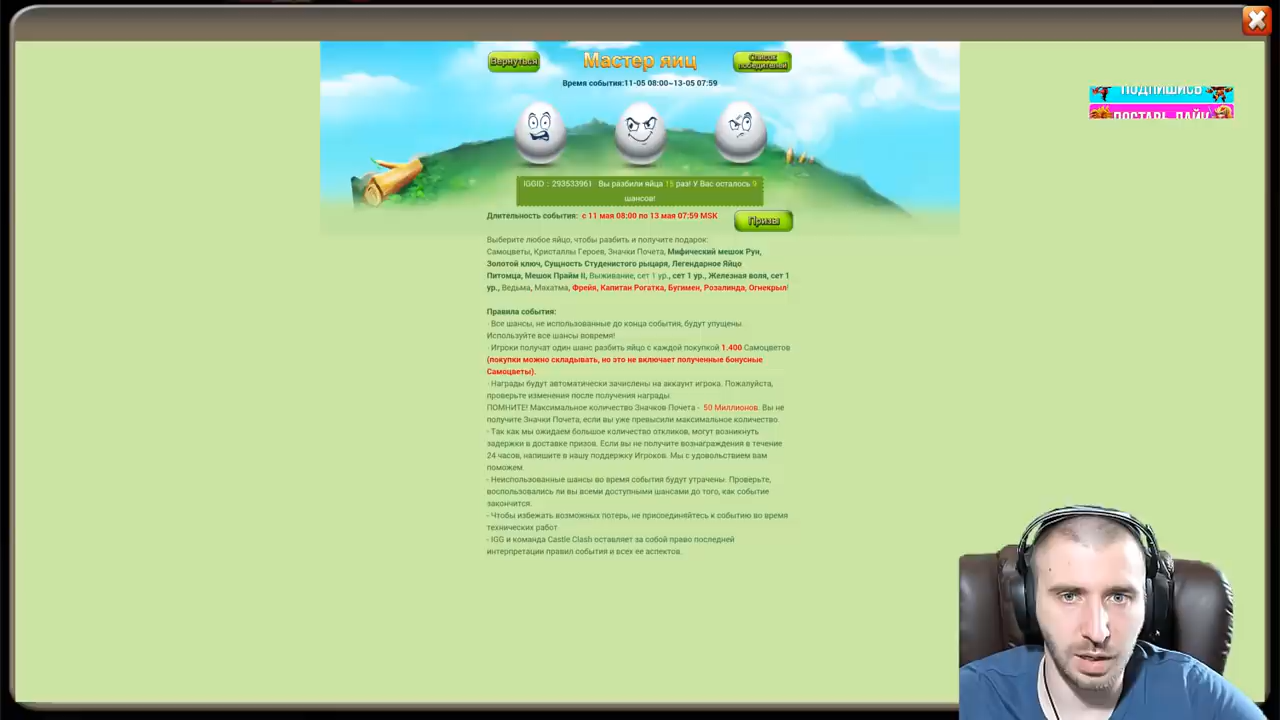 Вернуться
Мастер яиц
Список победителей
Время события:11-05 08:00~13-05 07:59
ПОДПИШИСЬ
ПОСТАВЬ ЛАЙК
IGGID : 293533961 Вы разбили яйца 15 раз! У Вас осталось 9
шансов!
Длительность события: с 11 мая 08:00 по 13 мая 07:59 MSK
Призы
Выберите любое яйцо, чтобы разбить и получите подарок:
Самоцветы, Кристаллы Героев, Значки Почета, Мифический мешок Рун,
Золотой ключ, Сущность Студенистого рыцаря, Легендарное Яйцо
Питомца, Мешок Прайм II, Выживание, сет 1 ур., сет 1 ур., Железная воля, сет 1
ур., Ведьма, Махатма, Фрейя, Капитан Рогатка, Бугимен, Розалинда, Огнекрыл!
Правила события:
· Все шансы, не использованные до конца события, будут упущены.
Используйте все шансы вовремя!
· Игроки получат один шанс разбить яйцо с каждой покупкой 1,400 Самоцветов
(покупки можно складывать, но это не включает полученные бонусные
Самоцветы).
· Награды будут автоматически зачислены на аккаунт игрока. Пожалуйста,
проверьте изменения после получения награды.
ПОМНИТЕ! Максимальное количество Значков Почета - 50 Миллионов. Вы не
получите Значки Почета, если вы уже превысили максимальное количество.
- Так как мы ожидаем большое количество откликов, могут возникнуть
задержки в доставке призов. Если вы не получите вознаграждения в течение
24 часов, напишите в нашу поддержку Игроков. Мы с удовольствием вам
поможем.
- Неиспользованные шансы во время события будут утрачены. Проверьте,
воспользовались ли вы всеми доступными шансами до того, как событие
закончится.
- Чтобы избежать возможных потерь, не присоединяйтесь к событию во время
технических работ.
- IGG и команда Castle Clash оставляет за собой право последней
интерпретации правил события и всех ее аспектов.